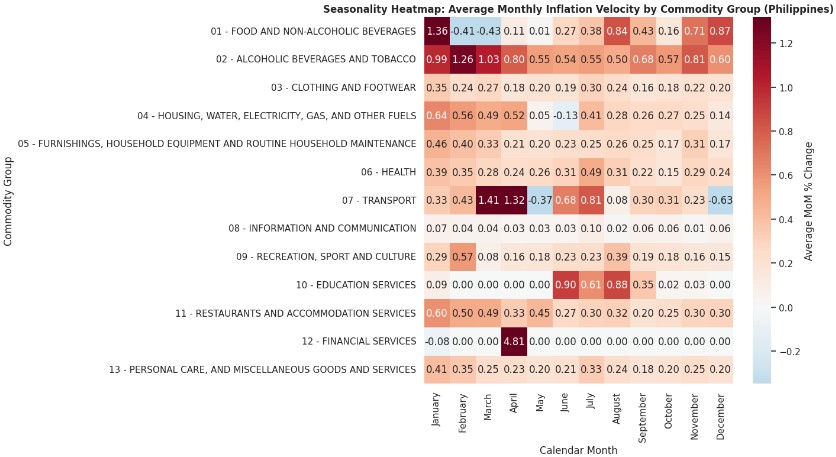 Seasonality Heatmap: Average Monthly Inflation Velocity by Commodity Group (Philippines)
01 - FOOD AND NON-ALCOHOLIC BEVERAGES 1.36 -0.41 -0.43 0.11 0.01 0.27 0.38 0.84 0.43 0.16 0.71 0.87
02 - ALCOHOLIC BEVERAGES AND TOBACCO 0.99 1.26 1.03 0.80 0.55 0.54 0.55 0.50 0.68 0.57 0.81 0.60
03 - CLOTHING AND FOOTWEAR 0.35 0.24 0.27 0.18 0.20 0.19 0.30 0.24 0.16 0.18 0.22 0.20
04 - HOUSING, WATER, ELECTRICITY, GAS, AND OTHER FUELS 0.64 0.56 0.49 0.52 0.05 -0.13 0.41 0.28 0.26 0.27 0.25 0.14
05 - FURNISHINGS, HOUSEHOLD EQUIPMENT AND ROUTINE HOUSEHOLD MAINTENANCE 0.46 0.40 0.33 0.21 0.20 0.23 0.25 0.26 0.25 0.17 0.31 0.17
06 - HEALTH 0.39 0.35 0.28 0.24 0.26 0.31 0.49 0.31 0.22 0.15 0.29 0.24
07 - TRANSPORT 0.33 0.43 1.41 1.32 -0.37 0.68 0.81 0.08 0.30 0.31 0.23 -0.63
08 - INFORMATION AND COMMUNICATION 0.07 0.04 0.04 0.03 0.03 0.03 0.10 0.02 0.06 0.06 0.01 0.06
09 - RECREATION, SPORT AND CULTURE 0.29 0.57 0.08 0.16 0.18 0.23 0.23 0.39 0.19 0.18 0.16 0.15
10 - EDUCATION SERVICES 0.09 0.00 0.00 0.00 0.00 0.90 0.61 0.88 0.35 0.02 0.03 0.00
11 - RESTAURANTS AND ACCOMMODATION SERVICES 0.60 0.50 0.49 0.33 0.45 0.27 0.30 0.32 0.20 0.25 0.30 0.30
12 - FINANCIAL SERVICES -0.08 0.00 0.00 4.81 0.00 0.00 0.00 0.00 0.00 0.00 0.00 0.00
13 - PERSONAL CARE, AND MISCELLANEOUS GOODS AND SERVICES 0.41 0.35 0.25 0.23 0.20 0.21 0.33 0.24 0.18 0.20 0.25 0.20
January February March April May June July August September October November December
Calendar Month
Commodity Group
1.2
1.0
0.8
0.6
0.4
0.2
0.0
−0.2
Average MoM % Change